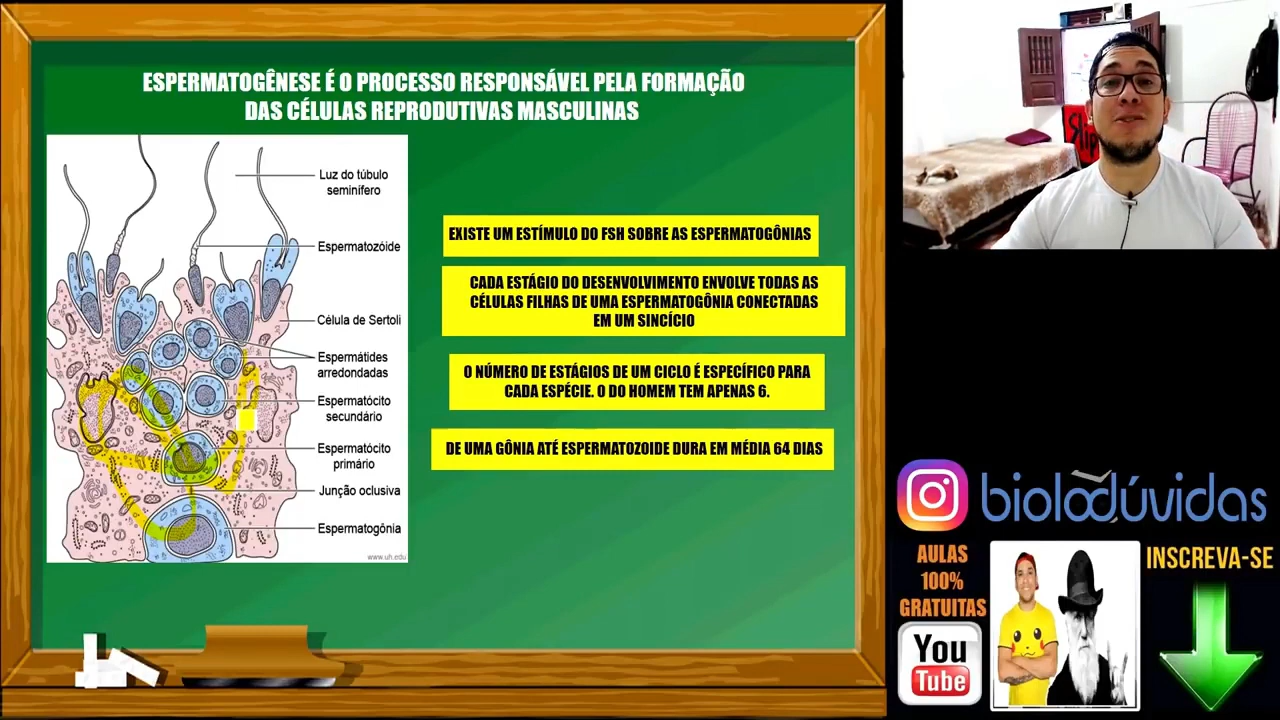 ESPERMATOGÊNESE É O PROCESSO RESPONSÁVEL PELA FORMAÇÃO
DAS CÉLULAS REPRODUTIVAS MASCULINAS
Luz do túbulo
seminífero
Espermatozóide
Célula de Sertoli
Espermátides
arredondadas
Espermatócito
secundário
Espermatócito
primário
Junção oclusiva
Espermatogônia
www.uh.edu
EXISTE UM ESTÍMULO DO FSH SOBRE AS ESPERMATOGÔNIAS
CADA ESTÁGIO DO DESENVOLVIMENTO ENVOLVE TODAS AS
CÉLULAS FILHAS DE UMA ESPERMATOGÔNIA CONECTADAS
EM UM SINCÍCIO
O NÚMERO DE ESTÁGIOS DE UM CICLO É ESPECÍFICO PARA
CADA ESPÉCIE. O DO HOMEM TEM APENAS 6.
DE UMA GÔNIA ATÉ ESPERMATOZOIDE DURA EM MÉDIA 64 DIAS
biolodúvidas
AULAS
100%
GRATUITAS
You
Tube
INSCREVA-SE